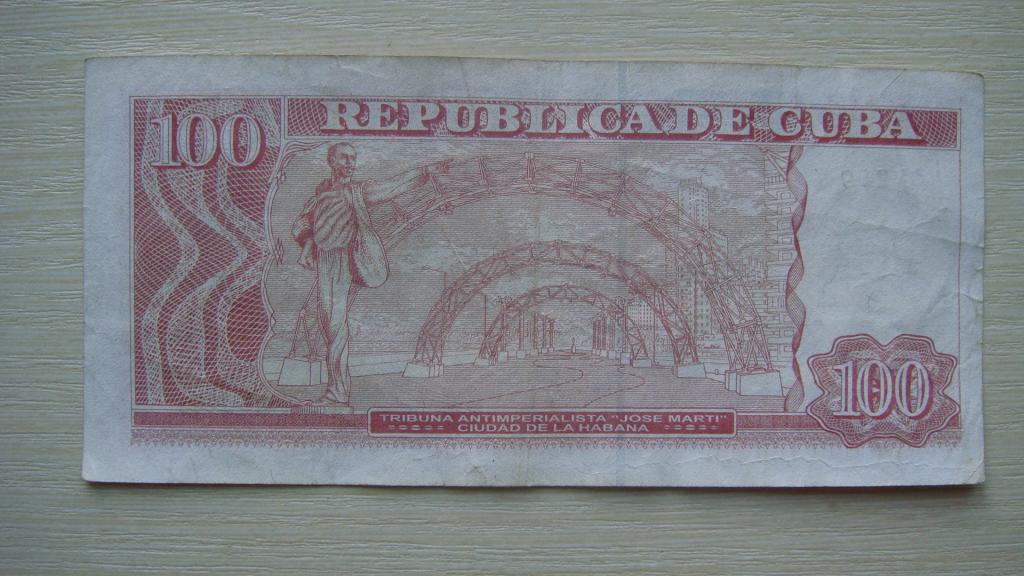 100
REPUBLICA DE CUBA
TRIBUNA ANTIMPERIALISTA "JOSE MARTI"
CIUDAD DE LA HABANA
100